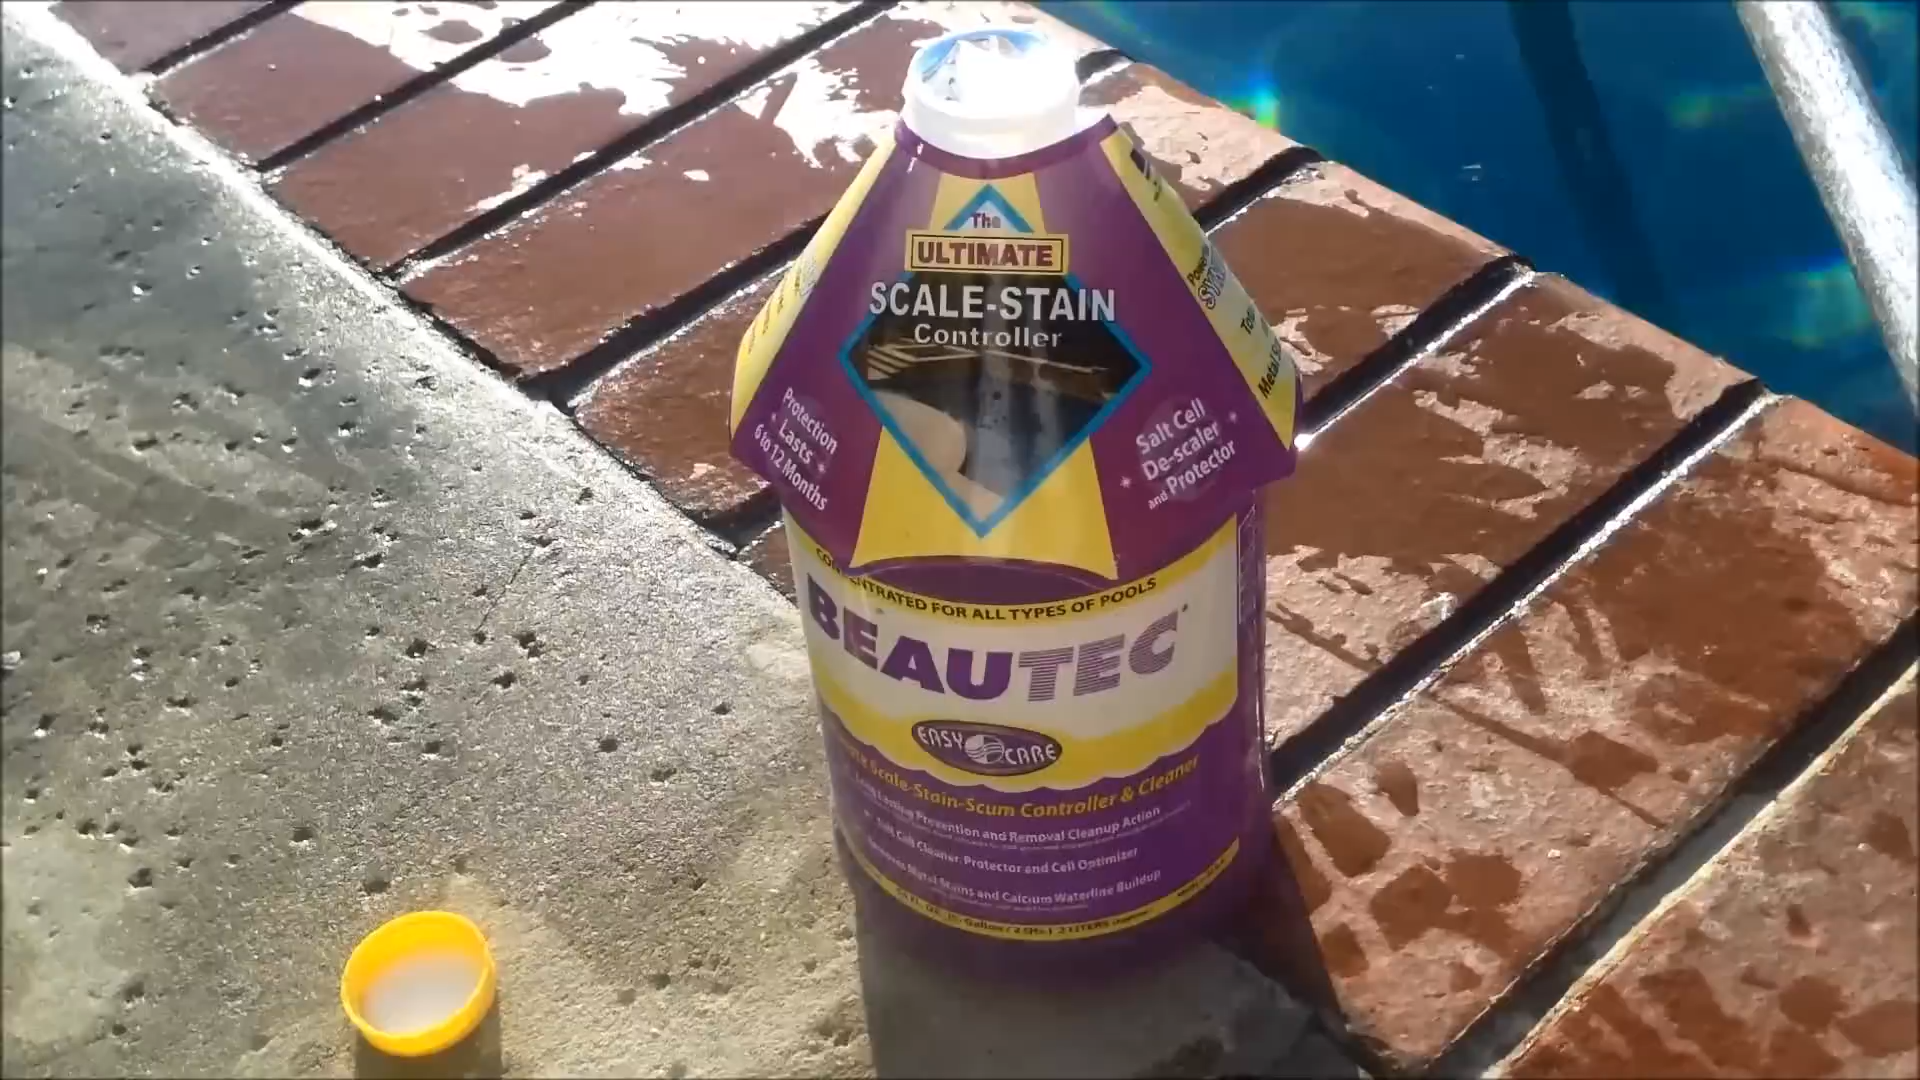 The
ULTIMATE
SCALE-STAIN
Controller
Protection
Lasts
6 to 12 Months
Salt Cell
De-scaler
and Protector
FOR ALL TYPES OF POOLS
BEAUTEC
EASY CARE
Scale-Stain-Scum Controller & Cleaner
Prevention and Removal Cleanup Action
Salt Cell Cleaner, Protector and Cell Optimizer
Metal Stains and Calcium Waterline Buildup